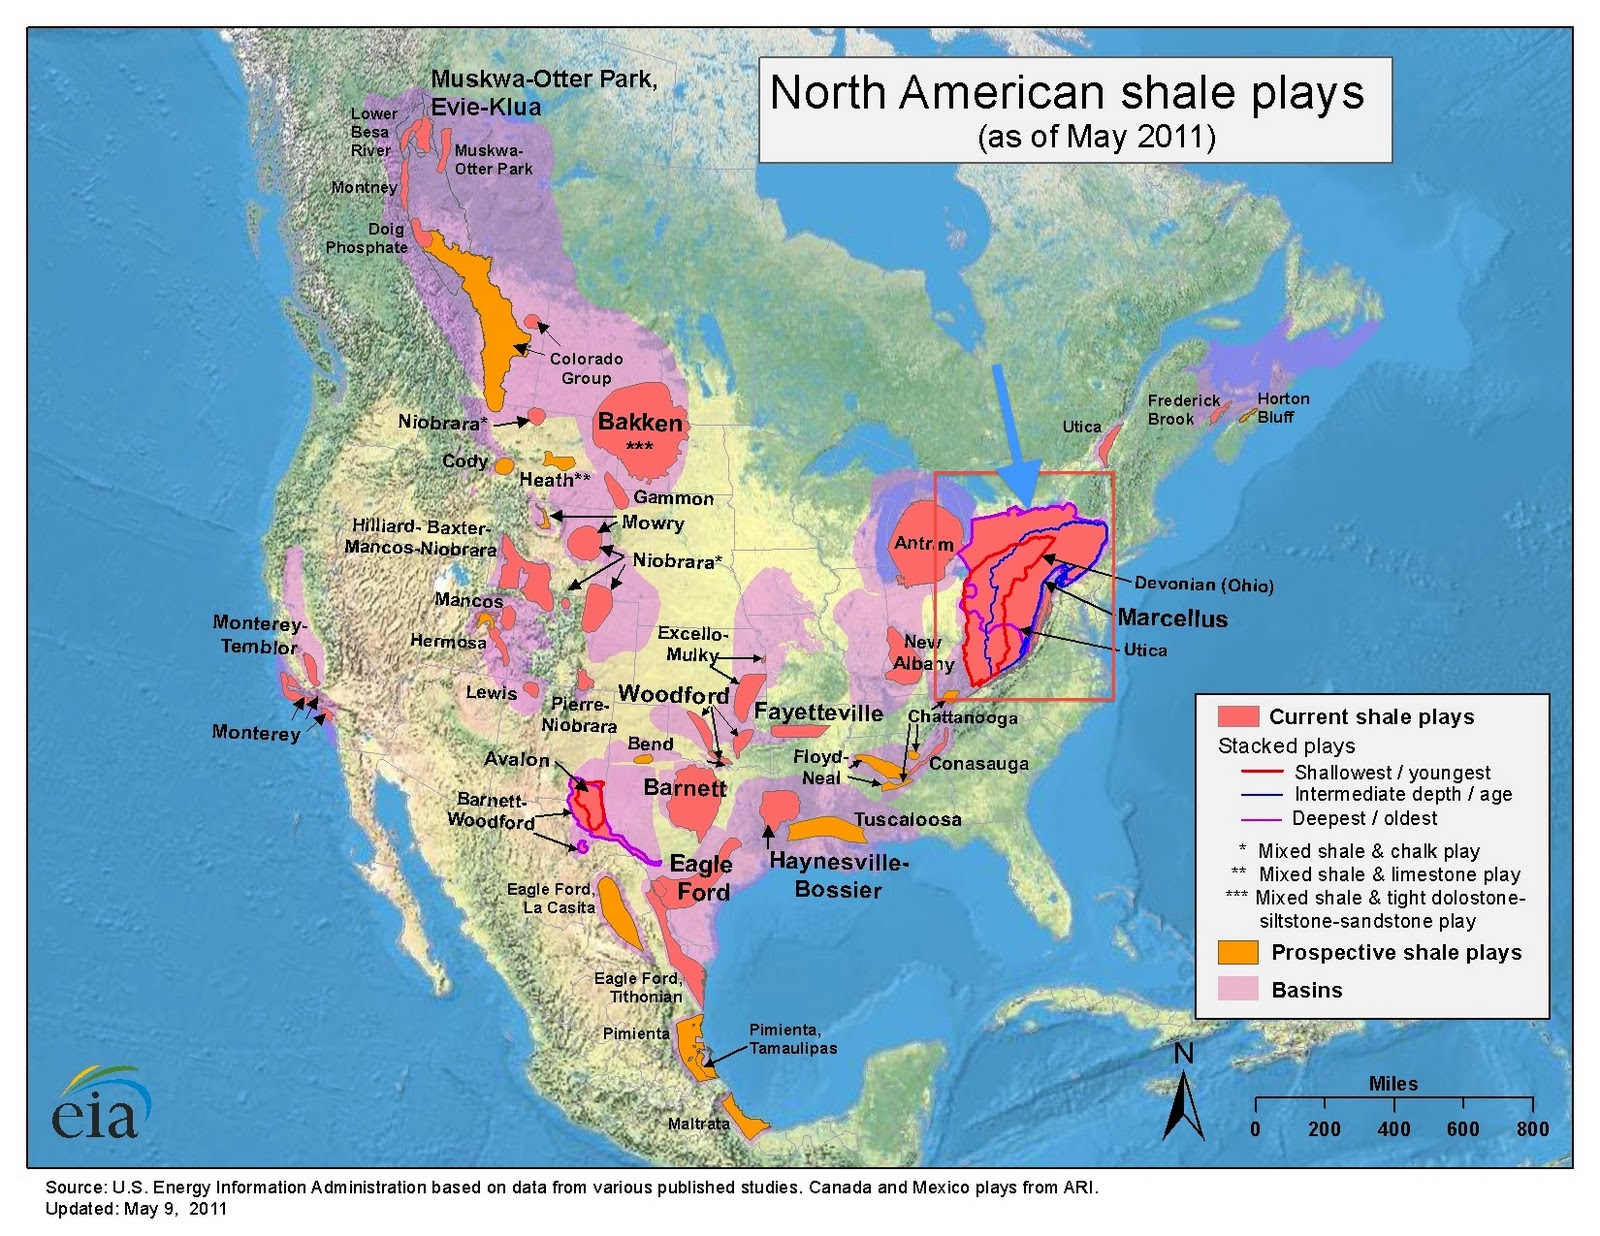 North American shale plays
(as of May 2011)
Muskwa-Otter Park,
Evie-Klua
Lower
Besa
River
Muskwa-
Otter Park
Montney
Doig
Phosphate
Colorado
Group
Niobrara*
Bakken
***
Cody
Heath**
Gammon
Mowry
Hilliard- Baxter-
Mancos-Niobrara
Niobrara*
Mancos
Hermosa
Monterey-
Temblor
Lewis
Monterey
Pierre-
Niobrara
Excello-
Mulky
Woodford
Fayetteville
Bend
Avalon
Barnett-
Woodford
Barnett
Antrim
New
Albany
Chattanooga
Floyd-
Neal
Conasauga
Tuscaloosa
Haynesville-
Bossier
Eagle
Ford
Eagle Ford,
La Casita
Eagle Ford,
Tithonian
Pimienta
Pimienta,
Tamaulipas
Maltrata
Utica
Frederick
Brook
Horton
Bluff
Devonian (Ohio)
Marcellus
Utica
Current shale plays
Stacked plays
Shallowest / youngest
Intermediate depth / age
Deepest / oldest
* Mixed shale & chalk play
** Mixed shale & limestone play
*** Mixed shale & tight dolostone-
siltstone-sandstone play
Prospective shale plays
Basins
N
Miles
0 200 400 600 800
eia
Source: U.S. Energy Information Administration based on data from various published studies. Canada and Mexico plays from ARI.
Updated: May 9, 2011